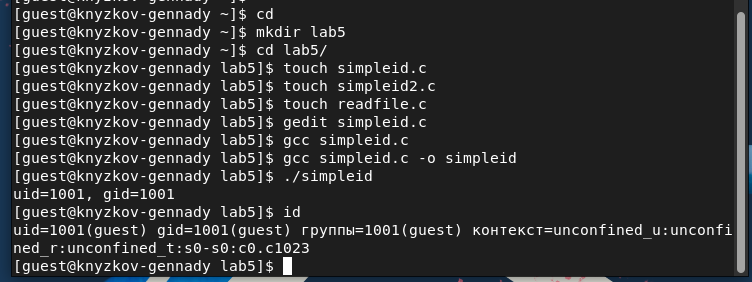 [guest@knyzkov-gennady ~]$ cd
[guest@knyzkov-gennady ~]$ mkdir lab5
[guest@knyzkov-gennady ~]$ cd lab5/
[guest@knyzkov-gennady lab5]$ touch simpleid.c
[guest@knyzkov-gennady lab5]$ touch simpleid2.c
[guest@knyzkov-gennady lab5]$ touch readfile.c
[guest@knyzkov-gennady lab5]$ gedit simpleid.c
[guest@knyzkov-gennady lab5]$ gcc simpleid.c
[guest@knyzkov-gennady lab5]$ gcc simpleid.c -o simpleid
[guest@knyzkov-gennady lab5]$ ./simpleid
uid=1001, gid=1001
[guest@knyzkov-gennady lab5]$ id
uid=1001(guest) gid=1001(guest) группы=1001(guest) контекст=unconfined_u:unconfi
ned_r:unconfined_t:s0-s0:c0.c1023
[guest@knyzkov-gennady lab5]$